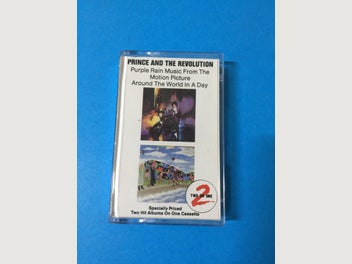 PRINCE AND THE REVOLUTION
Purple Rain Music From The
Motion Picture
Around The World In A Day
2
TWO ON ONE
Specially Priced
Two Hit Albums On One Cassette